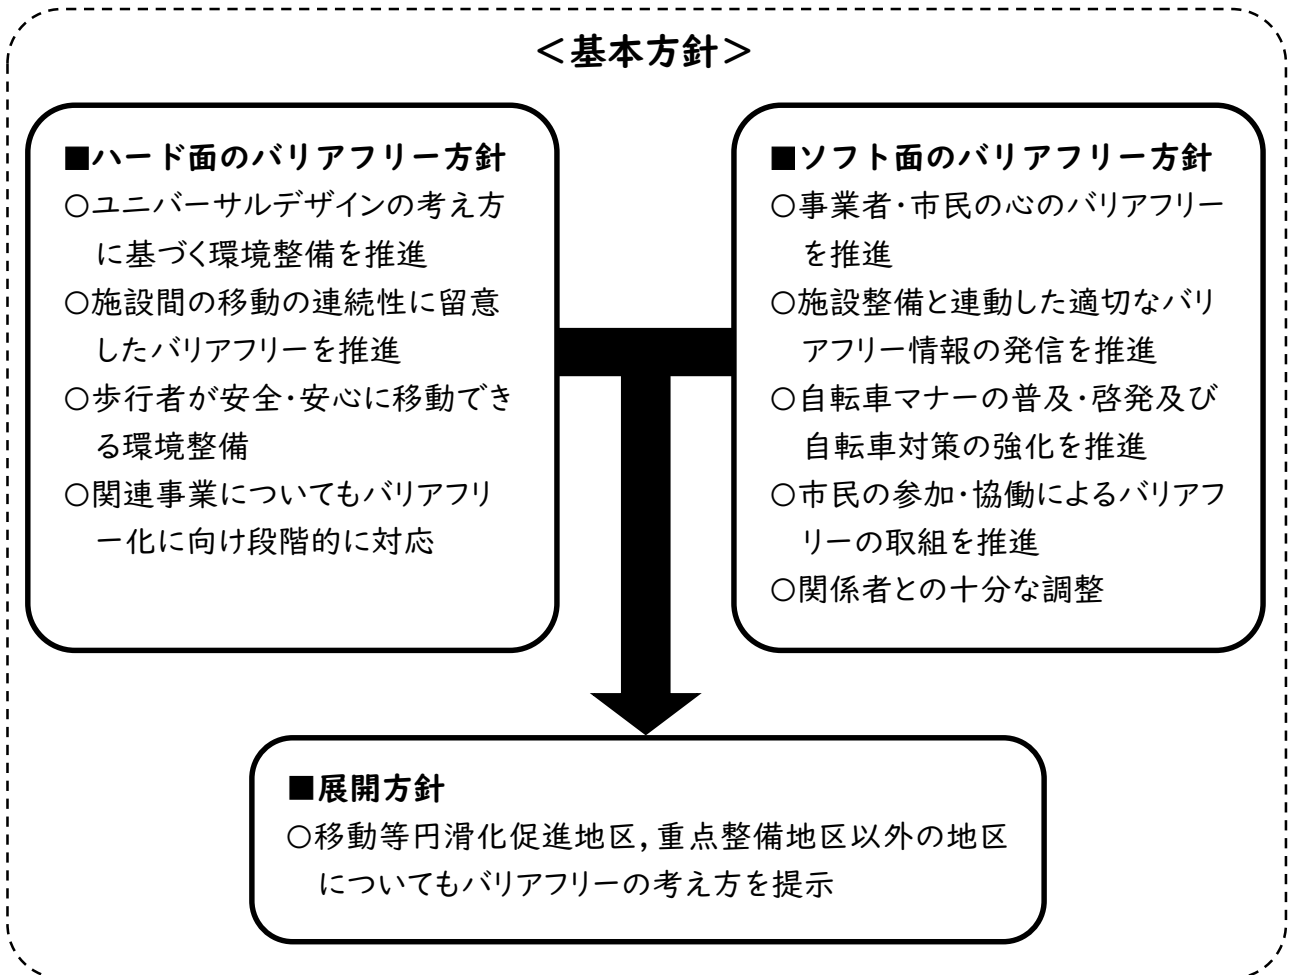 ＜基本方針＞
■ハード面のバリアフリー方針
○ユニバーサルデザインの考え方
に基づく環境整備を推進
○施設間の移動の連続性に留意
したバリアフリーを推進
○歩行者が安全・安心に移動でき
る環境整備
○関連事業についてもバリアフリ
ー化に向け段階的に対応
■ソフト面のバリアフリー方針
○事業者・市民の心のバリアフリー
を推進
○施設整備と連動した適切なバリ
アフリー情報の発信を推進
○自転車マナーの普及・啓発及び
自転車対策の強化を推進
○市民の参加・協働によるバリアフ
リーの取組を推進
○関係者との十分な調整
■展開方針
○移動等円滑化促進地区，重点整備地区以外の地区
についてもバリアフリーの考え方を提示